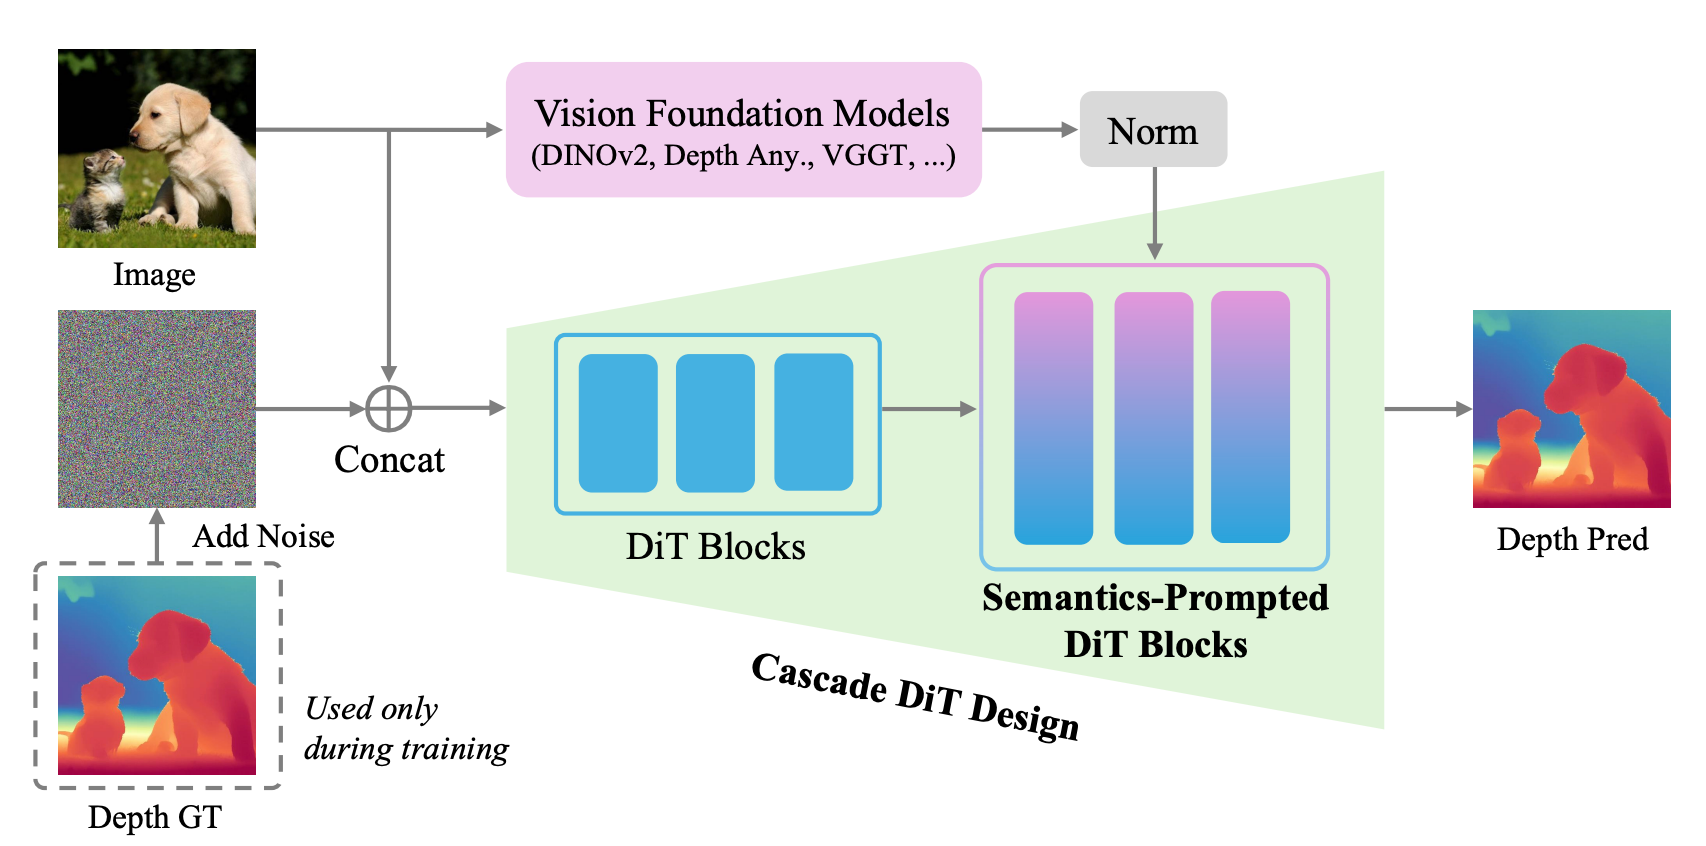 Vision Foundation Models
(DINOv2, Depth Any., VGGT, ...)
Norm
Image
Concat
Add Noise
DiT Blocks
Semantics-Prompted
DiT Blocks
Cascade DiT Design
Depth Pred
Used only
during training
Depth GT